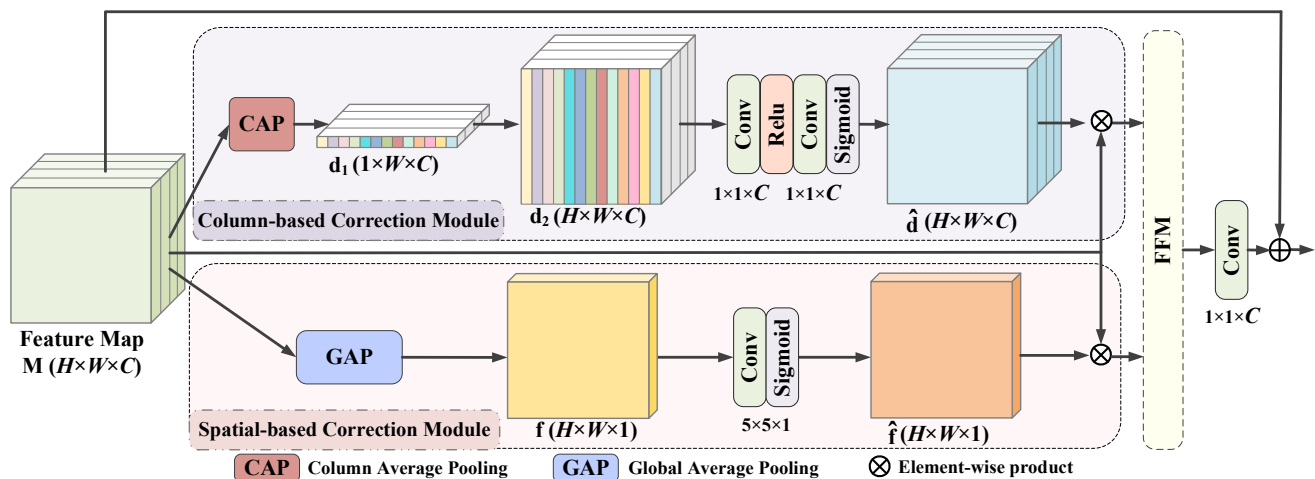 CAP
d₁ (1×W×C)
d₂ (H×W×C)
Conv
Relu
Conv
Sigmoid
1×1×C
1×1×C
d̂ (H×W×C)
Column-based Correction Module
Feature Map
M (H×W×C)
GAP
f (H×W×1)
Conv
Sigmoid
5×5×1
f̂ (H×W×1)
Spatial-based Correction Module
FFM
Conv
1×1×C
CAP Column Average Pooling
GAP Global Average Pooling
⊗ Element-wise product